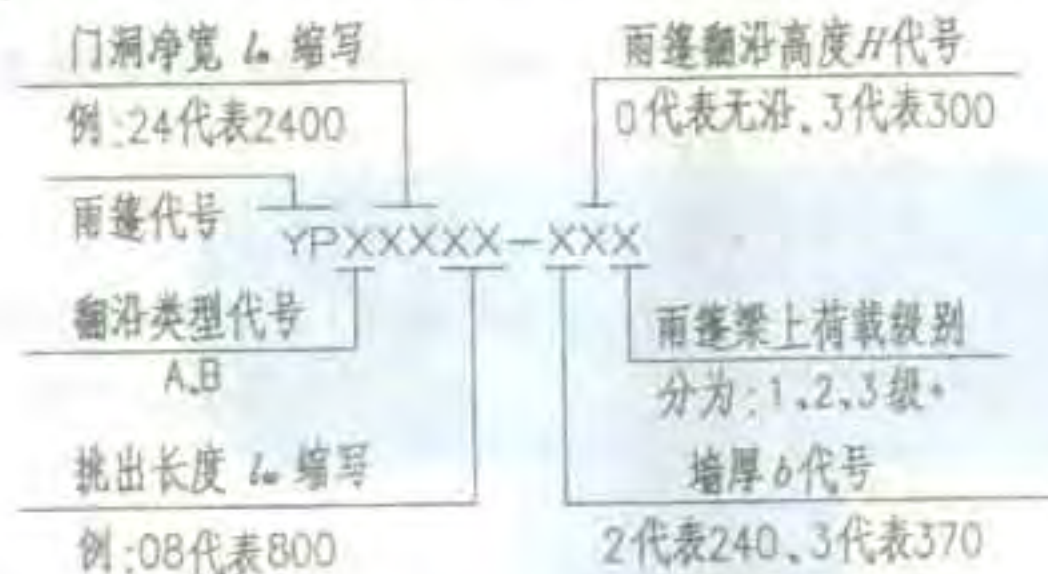 门洞净宽 ln 缩写
例:24代表2400
雨篷代号
雨篷翻沿高度H代号
0代表无沿、3代表300
YPXXXXX-XXX
翻沿类型代号
A、B
挑出长度 缩写
例:08代表800
雨篷梁上荷载级别
分为:1、2、3级。
墙厚b代号
2代表240、3代表370